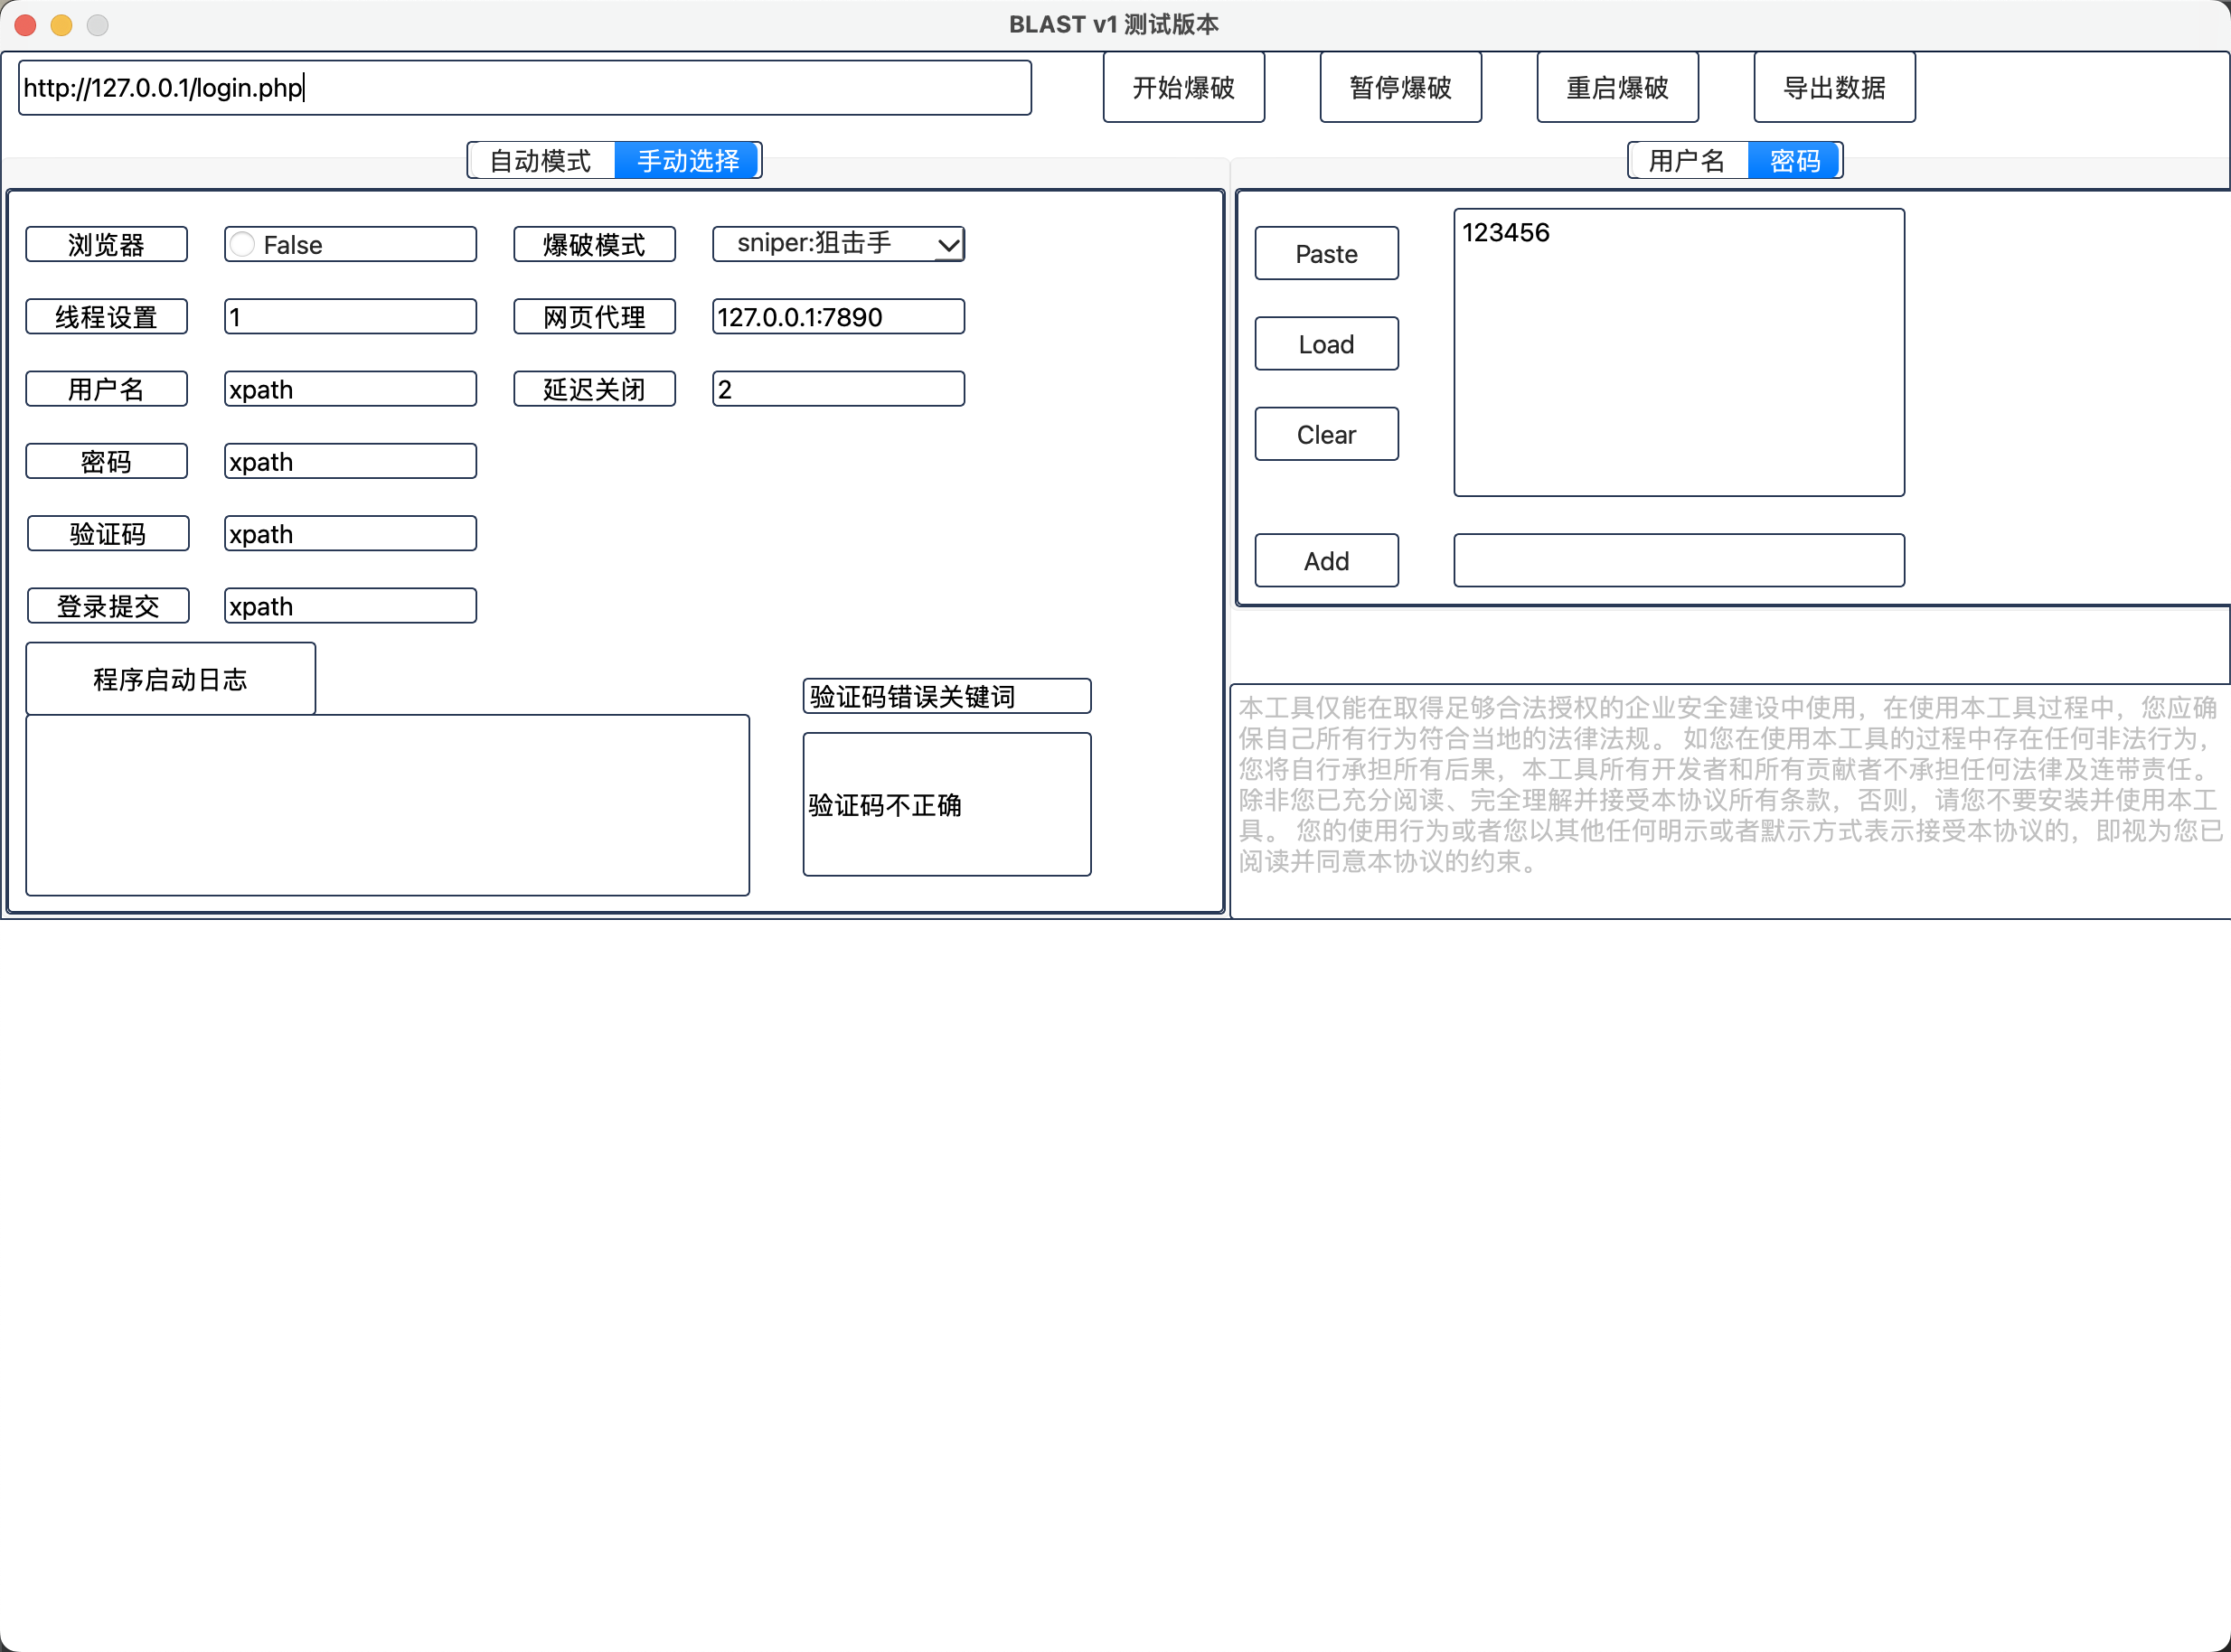 BLAST v1 测试版本
http://127.0.0.1/login.php
开始爆破
暂停爆破
重启爆破
导出数据
自动模式
手动选择
用户名
密码
浏览器
False
爆破模式
sniper:狙击手
线程设置
1
网页代理
127.0.0.1:7890
用户名
xpath
延迟关闭
2
密码
xpath
验证码
xpath
登录提交
xpath
程序启动日志
验证码错误关键词
验证码不正确
Paste
123456
Load
Clear
Add
本工具仅能在取得足够合法授权的企业安全建设中使用，在使用本工具过程中，您应确
保自己所有行为符合当地的法律法规。 如您在使用本工具的过程中存在任何非法行为，
您将自行承担所有后果，本工具所有开发者和所有贡献者不承担任何法律及连带责任。
除非您已充分阅读、完全理解并接受本协议所有条款，否则，请您不要安装并使用本工
具。 您的使用行为或者您以其他任何明示或者默示方式表示接受本协议的，即视为您已
阅读并同意本协议的约束。